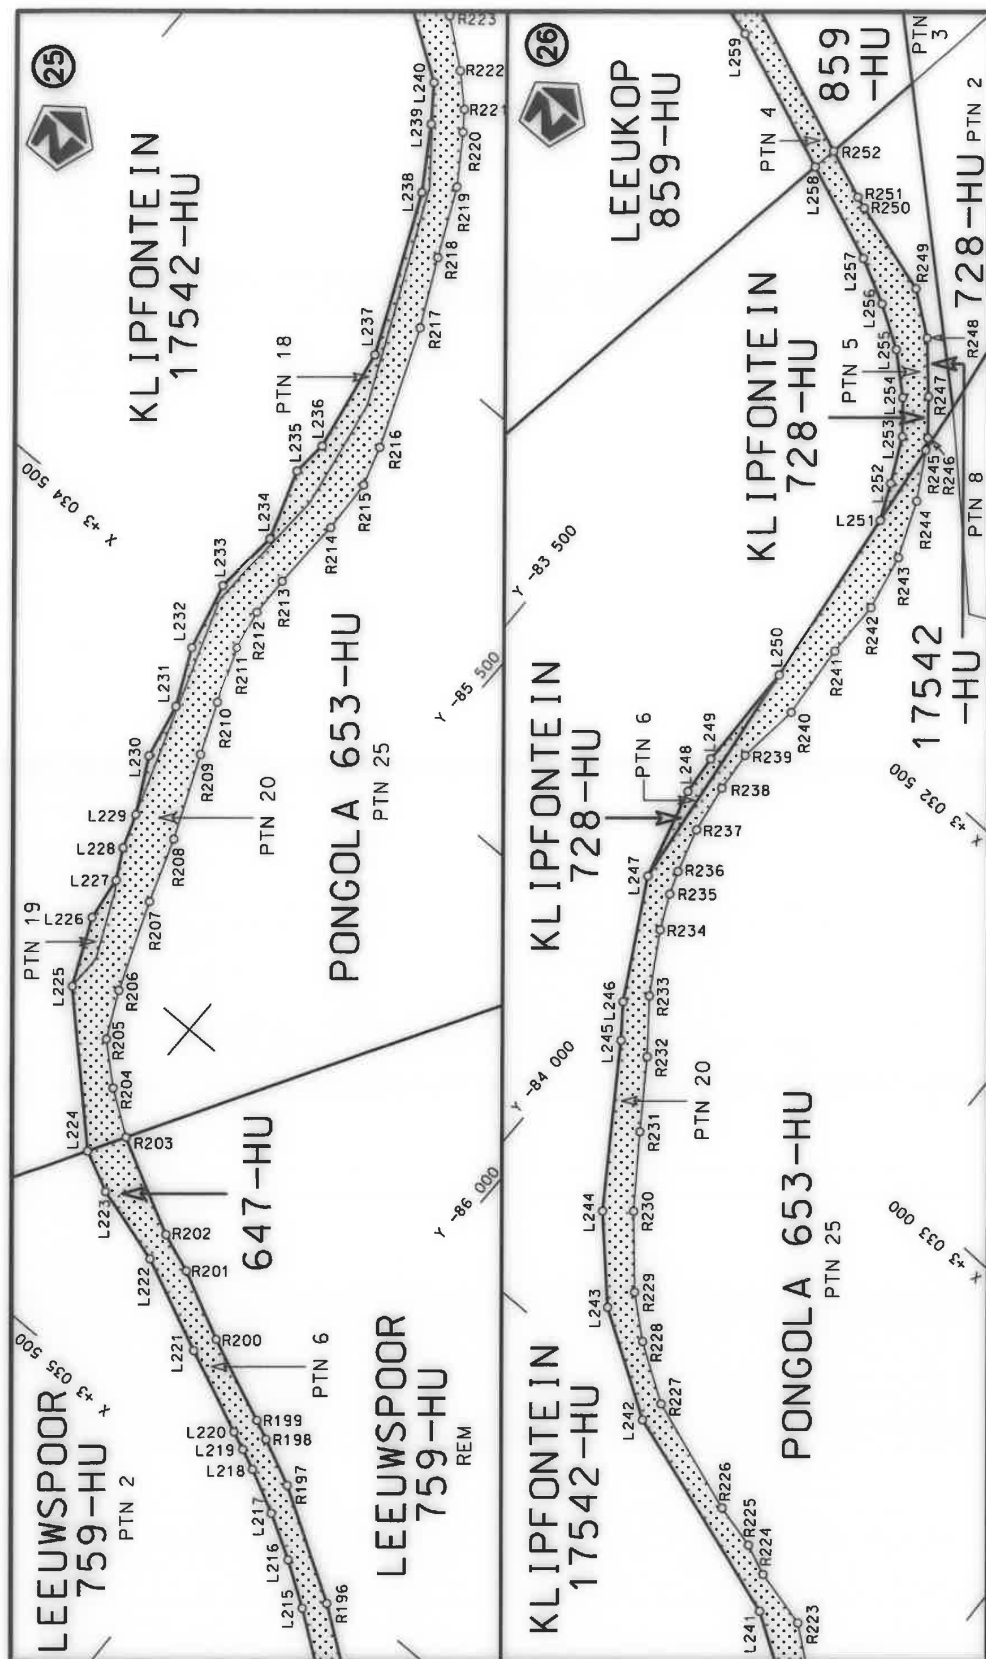 25
KLIPFONTEIN
17542-HU
X +3 034 500
PTN 18
PTN 19
PTN 20
PONGOLA 653-HU
PTN 25
Y -85 500
Y -86 000
647-HU
LEEUWSPOOR
759-HU
PTN 2
X +3 035 500
PTN 6
LEEUWSPOOR
759-HU
REM
L215
L216
L217
L218
L219
L220
L221
L222
L223
L224
L225
L226
L227
L228
L229
L230
L231
L232
L233
L234
L235
L236
L237
L238
L239
L240
R196
R197
R198
R199
R200
R201
R202
R203
R204
R205
R206
R207
R208
R209
R210
R211
R212
R213
R214
R215
R216
R217
R218
R219
R220
R221
R222
R223
26
LEEUKOP
859-HU
PTN 4
859
-HU
PTN
3
PTN 2
728-HU
KLIPFONTEIN
728-HU
PTN 5
PTN 8
17542
-HU
Y -83 500
KLIPFONTEIN
728-HU
PTN 6
X +3 032 500
Y -84 000
PTN 20
PONGOLA 653-HU
PTN 25
X +3 033 000
KLIPFONTEIN
17542-HU
L241
L242
L243
L244
L245
L246
L247
L248
L249
L250
L251
L252
L253
L254
L255
L256
L257
L258
L259
R223
R224
R225
R226
R227
R228
R229
R230
R231
R232
R233
R234
R235
R236
R237
R238
R239
R240
R241
R242
R243
R244
R245
R246
R247
R248
R249
R250
R251
R252